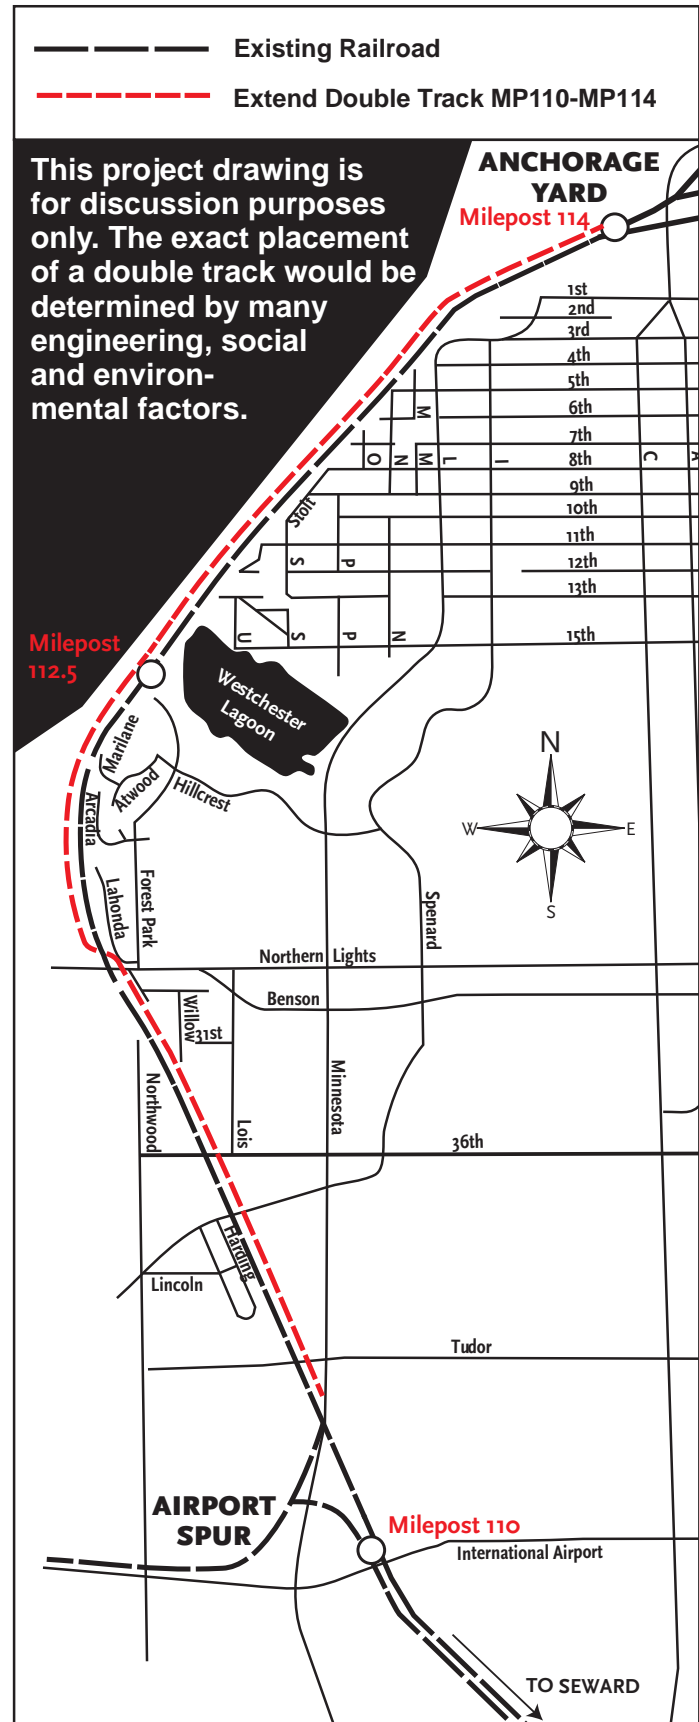 Existing Railroad
Extend Double Track MP110-MP114
This project drawing is
for discussion purposes
only. The exact placement
of a double track would be
determined by many
engineering, social
and environ-
mental factors.
ANCHORAGE
YARD
Milepost 114
1st
2nd
3rd
4th
5th
6th
M
7th
O
N
M
L
I
C
A
8th
9th
Stolt
10th
11th
S
P
12th
13th
U
S
P
N
15th
Milepost
112.5
Westchester
Lagoon
Marilane
Atwood
Hillcrest
Arcadia
N
W
E
S
Lahonda
Forest Park
Spenard
Northern Lights
Benson
Willow
31st
Northwood
Lois
Minnesota
36th
Harding
Lincoln
Tudor
AIRPORT
SPUR
Milepost 110
International Airport
TO SEWARD